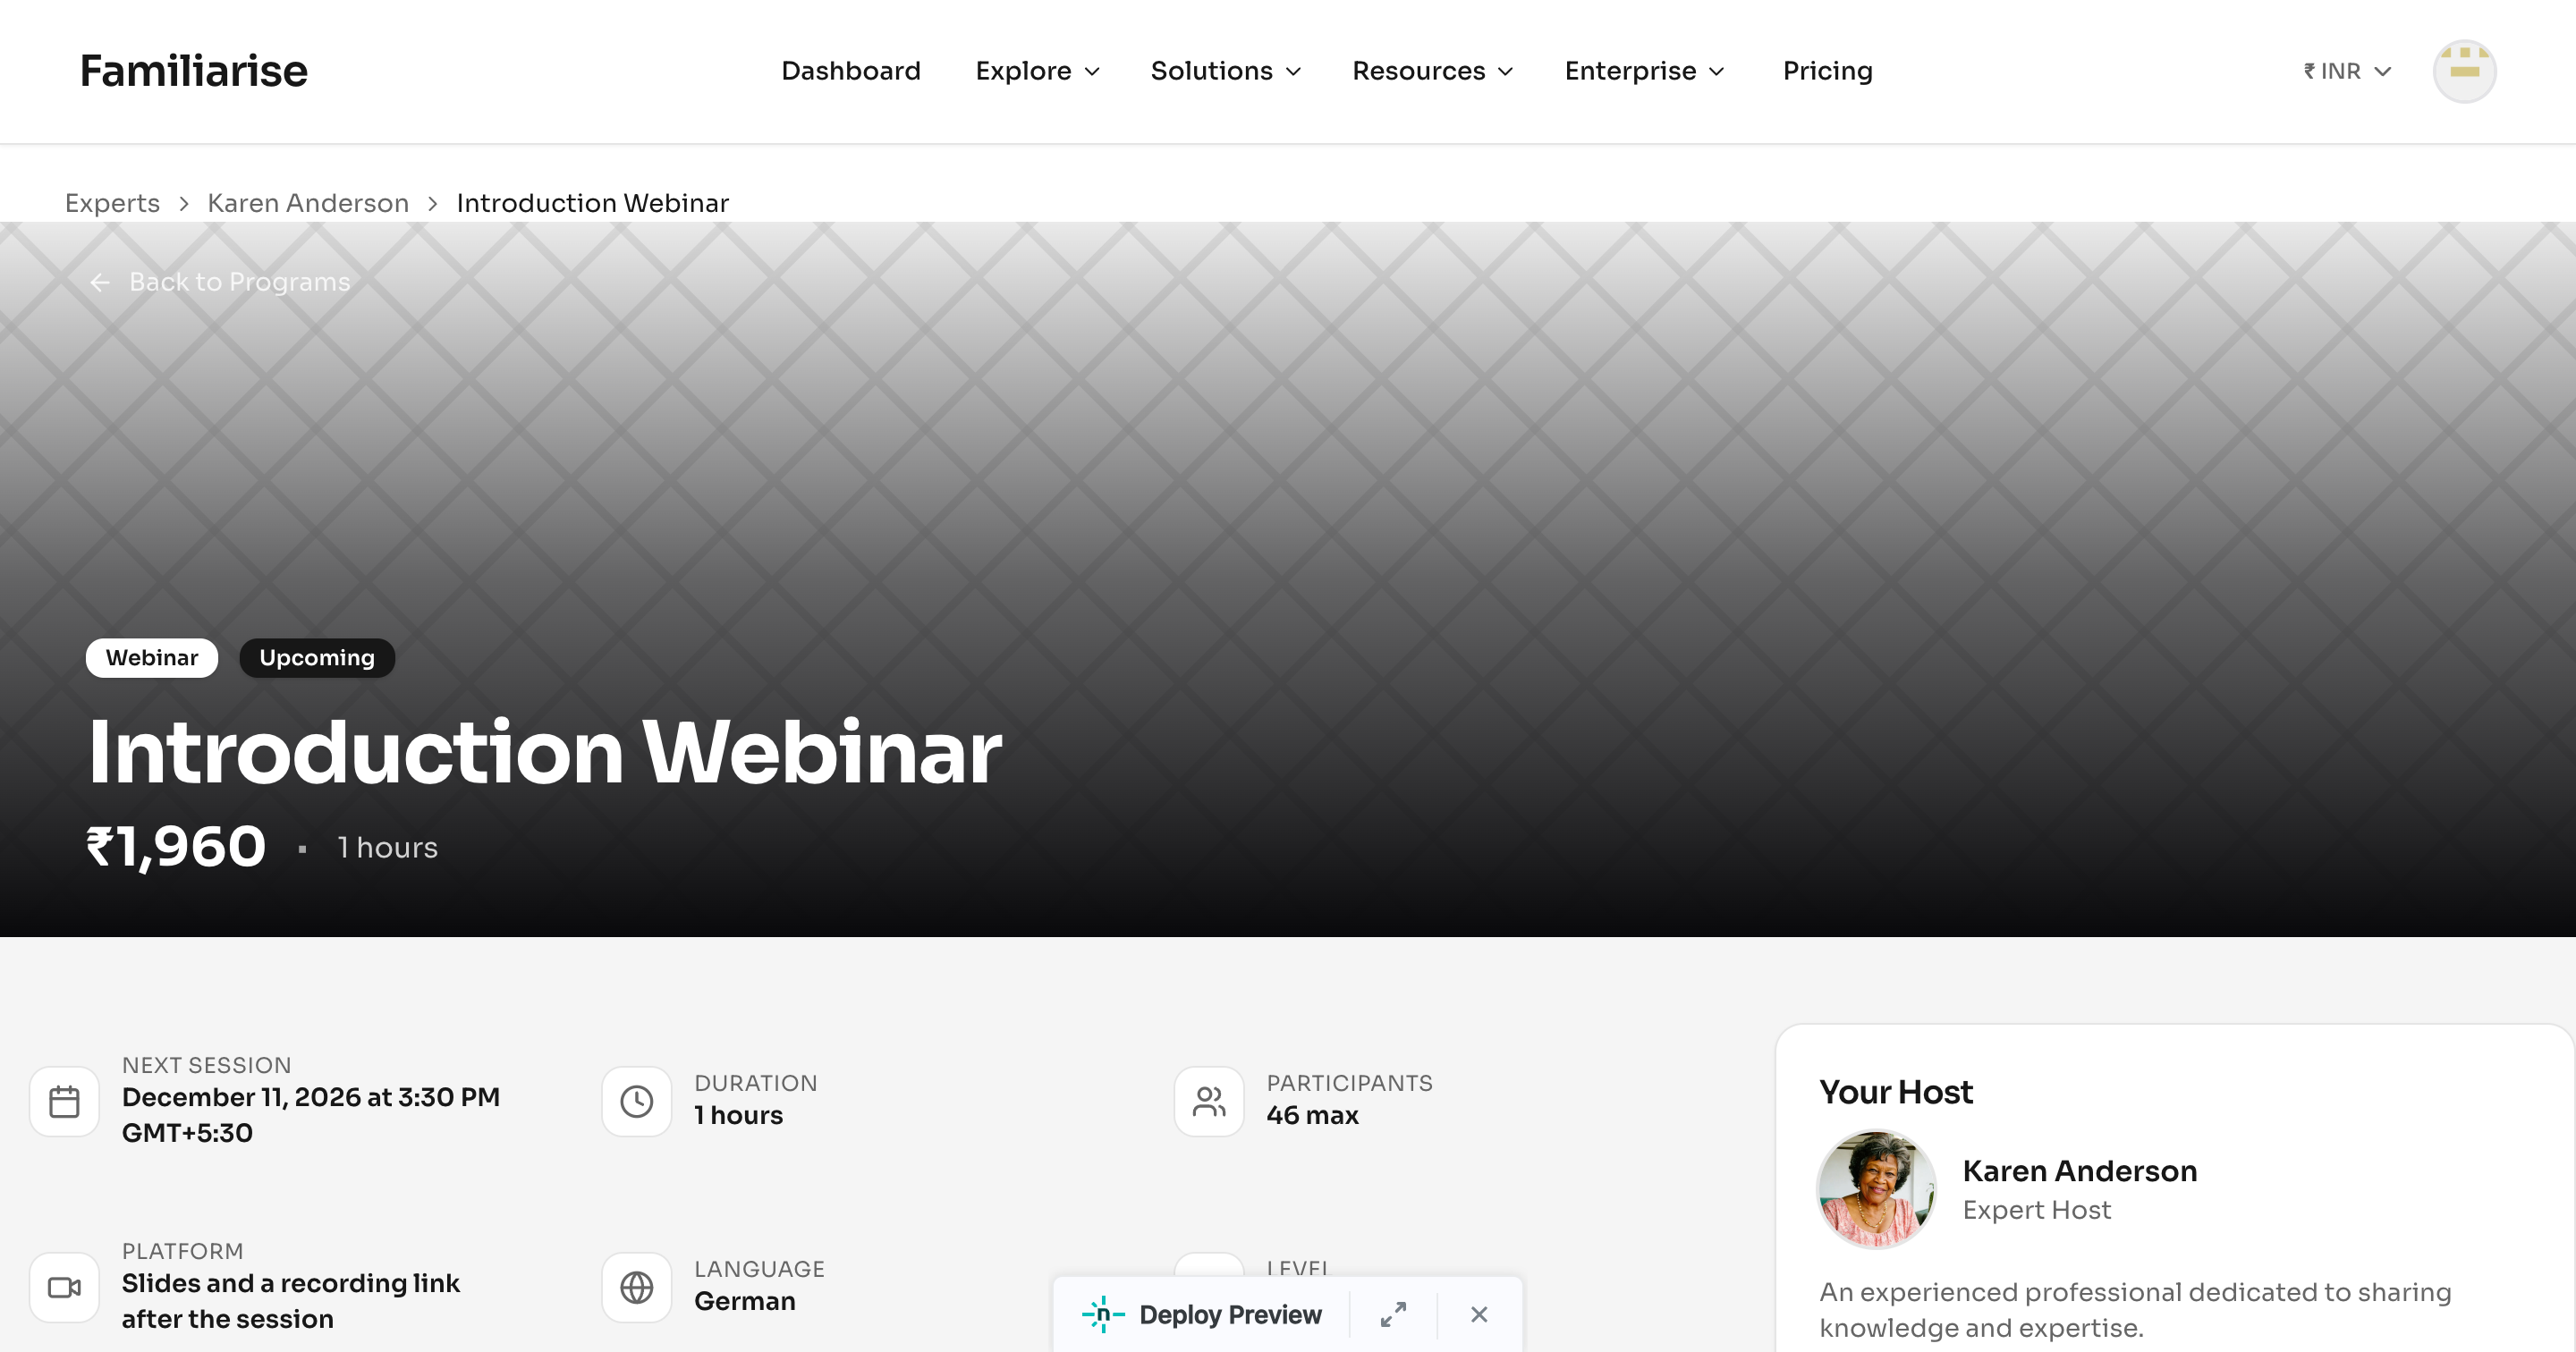 Familiarise
Dashboard
Explore
Solutions
Resources
Enterprise
Pricing
₹ INR
Experts > Karen Anderson > Introduction Webinar
Back to Programs
Webinar
Upcoming
Introduction Webinar
₹1,960 · 1 hours
NEXT SESSION
December 11, 2026 at 3:30 PM
GMT+5:30
DURATION
1 hours
PARTICIPANTS
46 max
PLATFORM
Slides and a recording link
after the session
LANGUAGE
German
LEVEL
Your Host
Karen Anderson
Expert Host
An experienced professional dedicated to sharing
knowledge and expertise.
Deploy Preview